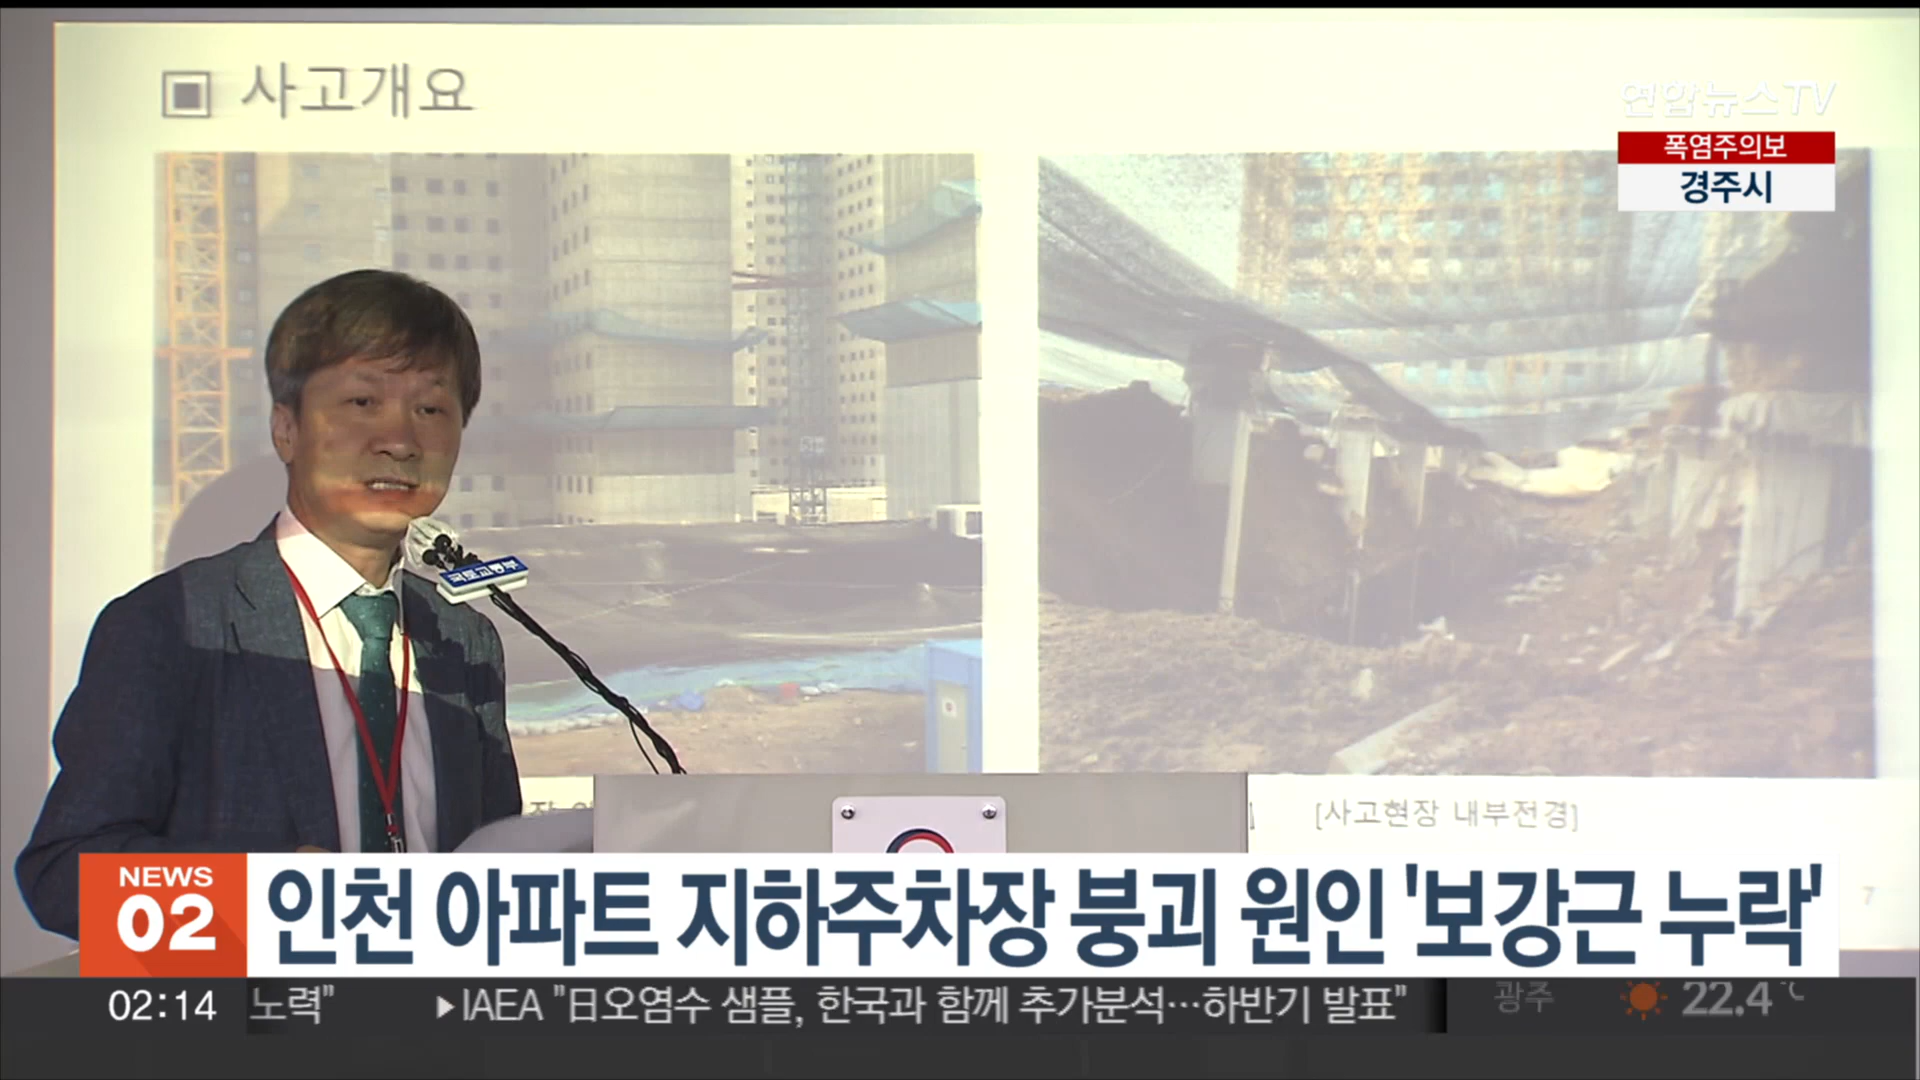 사고개요
연합뉴스TV
폭염주의보
경주시
국토교통부
[사고현장 내부전경]
7
NEWS
02
인천 아파트 지하주차장 붕괴 원인 '보강근 누락'
02:14
노력" ▶IAEA "日오염수 샘플, 한국과 함께 추가분석…하반기 발표"
광주 22.4℃